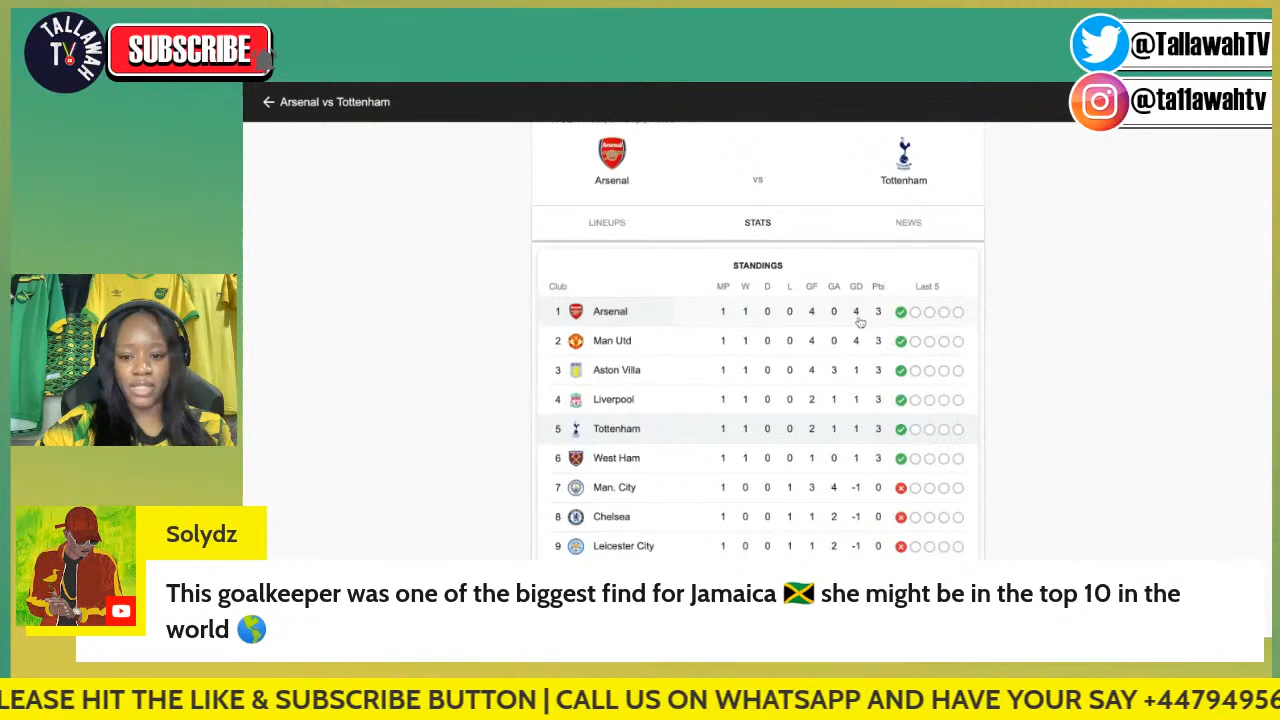 TALLAWAH
TV
SUBSCRIBE
@TallawahTV
@ta11awahtv
Arsenal vs Tottenham
Arsenal
VS
Tottenham
LINEUPS STATS NEWS
STANDINGS
Club MP W D L GF GA GD Pts Last 5
1 Arsenal 1 1 0 0 4 0 4 3
2 Man Utd 1 1 0 0 4 0 4 3
3 Aston Villa 1 1 0 0 4 3 1 3
4 Liverpool 1 1 0 0 2 1 1 3
5 Tottenham 1 1 0 0 2 1 1 3
6 West Ham 1 1 0 0 1 0 1 3
7 Man. City 1 0 0 1 3 4 -1 0
8 Chelsea 1 0 0 1 1 2 -1 0
9 Leicester City 1 0 0 1 1 2 -1 0
Solydz
This goalkeeper was one of the biggest find for Jamaica 🇯🇲 she might be in the top 10 in the
world 🌎
LEASE HIT THE LIKE & SUBSCRIBE BUTTON | CALL US ON WHATSAPP AND HAVE YOUR SAY +44794956